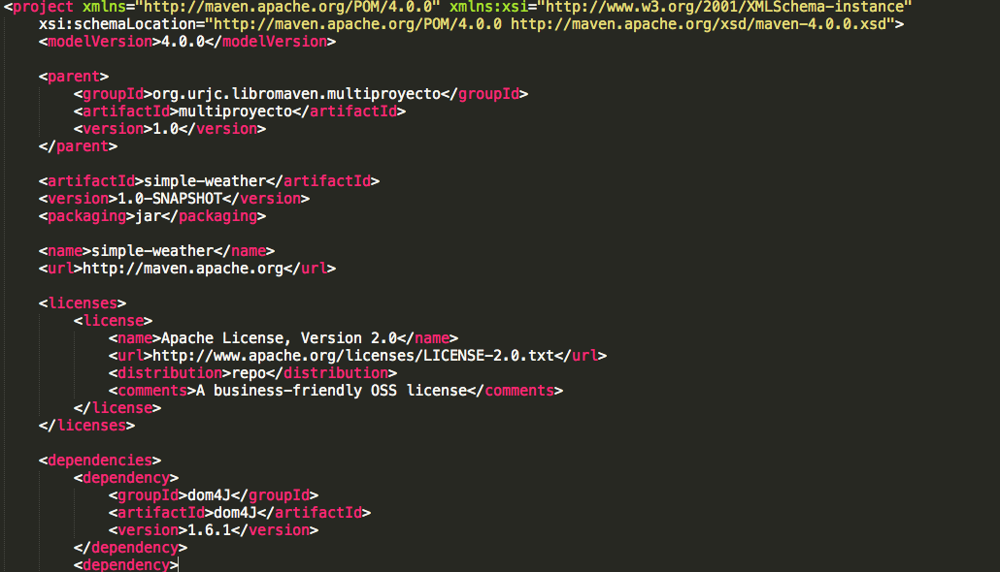 <project xmlns="http://maven.apache.org/POM/4.0.0" xmlns:xsi="http://www.w3.org/2001/XMLSchema-instance"
    xsi:schemaLocation="http://maven.apache.org/POM/4.0.0 http://maven.apache.org/xsd/maven-4.0.0.xsd">
    <modelVersion>4.0.0</modelVersion>

    <parent>
        <groupId>org.urjc.libromaven.multiproyecto</groupId>
        <artifactId>multiproyecto</artifactId>
        <version>1.0</version>
    </parent>

    <artifactId>simple-weather</artifactId>
    <version>1.0-SNAPSHOT</version>
    <packaging>jar</packaging>

    <name>simple-weather</name>
    <url>http://maven.apache.org</url>

    <licenses>
        <license>
            <name>Apache License, Version 2.0</name>
            <url>http://www.apache.org/licenses/LICENSE-2.0.txt</url>
            <distribution>repo</distribution>
            <comments>A business-friendly OSS license</comments>
        </license>
    </licenses>

    <dependencies>
        <dependency>
            <groupId>dom4J</groupId>
            <artifactId>dom4J</artifactId>
            <version>1.6.1</version>
        </dependency>
        <dependency>